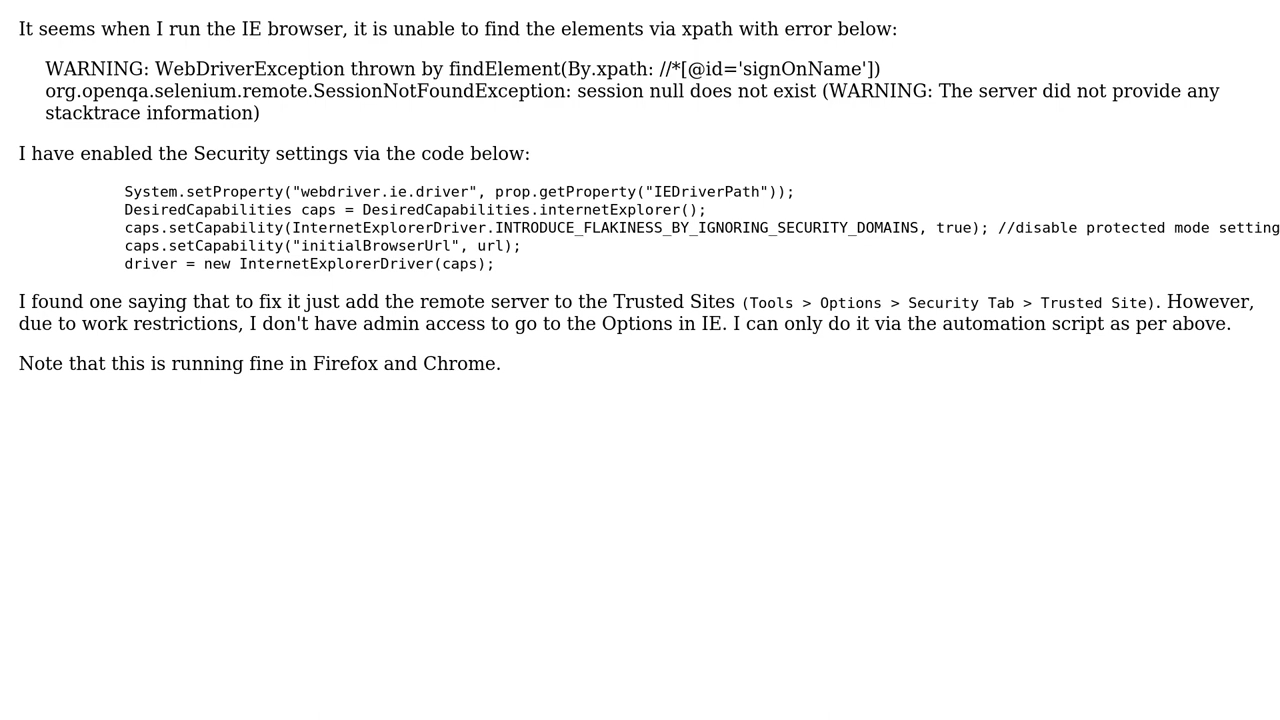 It seems when I run the IE browser, it is unable to find the elements via xpath with error below:
WARNING: WebDriverException thrown by findElement(By.xpath: //*[@id='signOnName'])
org.openqa.selenium.remote.SessionNotFoundException: session null does not exist (WARNING: The server did not provide any
stacktrace information)
I have enabled the Security settings via the code below:
System.setProperty("webdriver.ie.driver", prop.getProperty("IEDriverPath"));
DesiredCapabilities caps = DesiredCapabilities.internetExplorer();
caps.setCapability(InternetExplorerDriver.INTRODUCE_FLAKINESS_BY_IGNORING_SECURITY_DOMAINS, true); //disable protected mode setting
caps.setCapability("initialBrowserUrl", url);
driver = new InternetExplorerDriver(caps);
I found one saying that to fix it just add the remote server to the Trusted Sites (Tools > Options > Security Tab > Trusted Site). However,
due to work restrictions, I don't have admin access to go to the Options in IE. I can only do it via the automation script as per above.
Note that this is running fine in Firefox and Chrome.